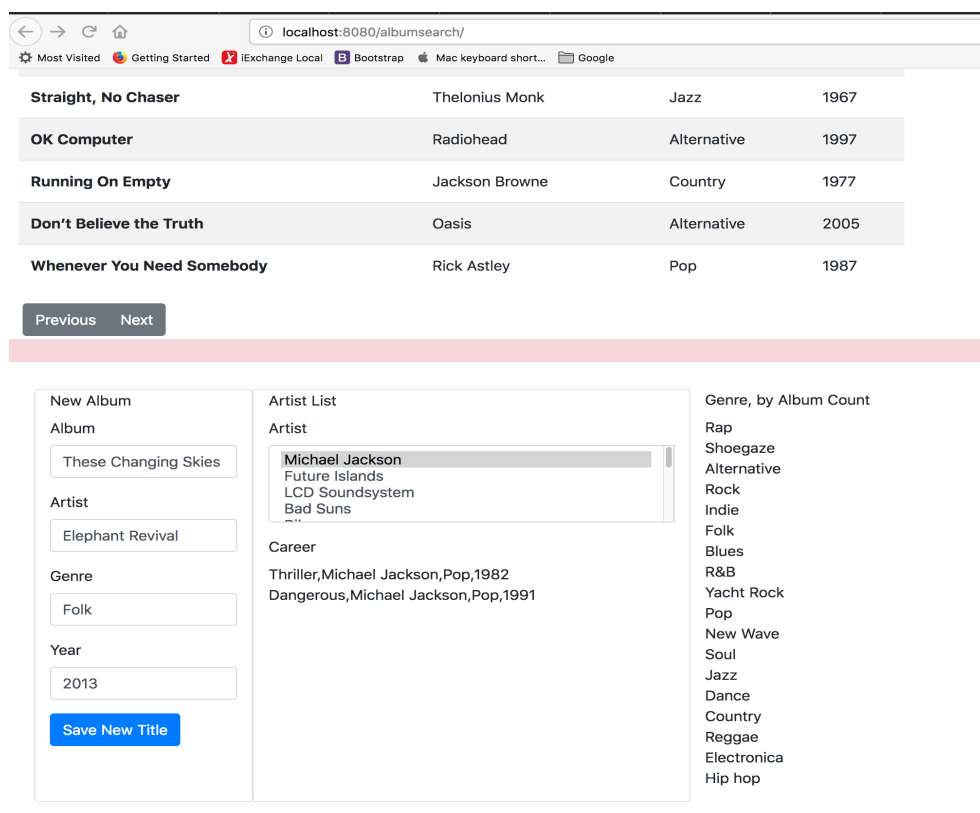 localhost:8080/albumsearch/
Most Visited Getting Started iExchange Local Bootstrap Mac keyboard short... Google
Straight, No Chaser Thelonius Monk Jazz 1967
OK Computer Radiohead Alternative 1997
Running On Empty Jackson Browne Country 1977
Don't Believe the Truth Oasis Alternative 2005
Whenever You Need Somebody Rick Astley Pop 1987
Previous Next
New Album
Album
These Changing Skies
Artist
Elephant Revival
Genre
Folk
Year
2013
Save New Title
Artist List
Artist
Michael Jackson
Future Islands
LCD Soundsystem
Bad Suns
Career
Thriller,Michael Jackson,Pop,1982
Dangerous,Michael Jackson,Pop,1991
Genre, by Album Count
Rap
Shoegaze
Alternative
Rock
Indie
Folk
Blues
R&B
Yacht Rock
Pop
New Wave
Soul
Jazz
Dance
Country
Reggae
Electronica
Hip hop